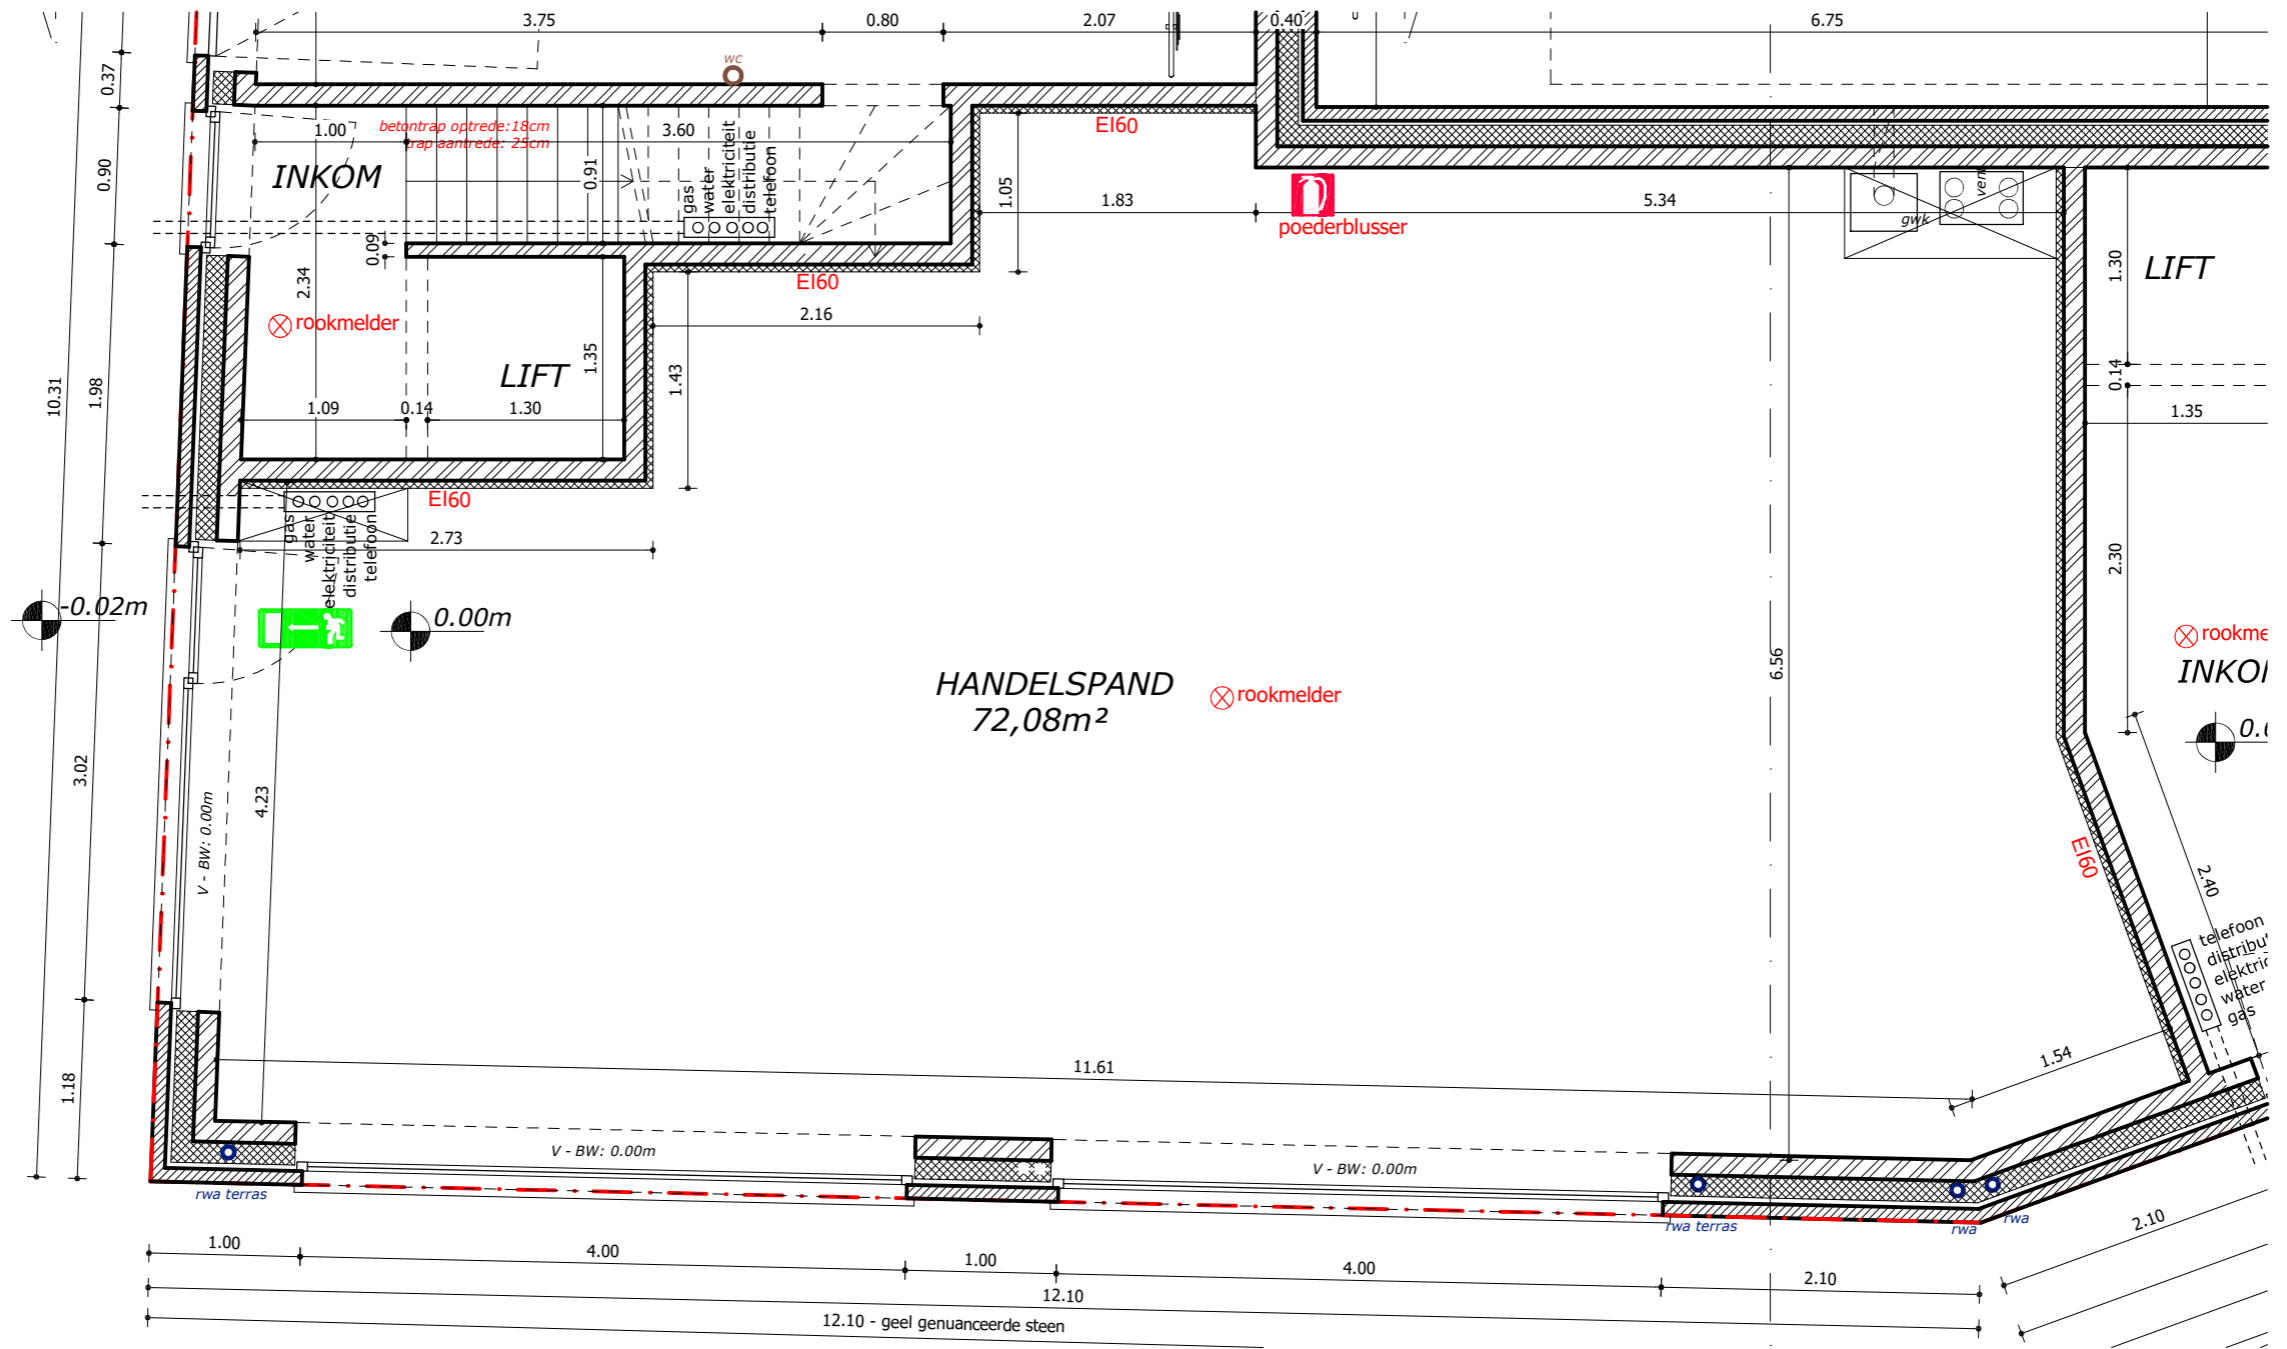 3.75
0.80
2.07
0.40
6.75
wc
0.37
1.00
betontrap optrede:18cm
trap aantrede: 25cm
3.60
EI60
INKOM
0.90
0.91
gas
water
elektriciteit
distributie
telefoon
1.05
1.83
5.34
poederblusser
gwk
0.09
2.34
EI60
1.30
LIFT
rookmelder
2.16
LIFT
1.35
1.43
10.31
1.98
1.09
0.14
1.30
0.14
1.35
EI60
gas
water
elektriciteit
distributie
telefoon
2.73
2.30
-0.02m
0.00m
HANDELSPAND
72,08m²
rookmelder
6.56
3.02
V - BW: 0.00m
4.23
EI60
2.40
telefoon
water
gas
1.54
11.61
1.18
V - BW: 0.00m
V - BW: 0.00m
rwa terras
rwa terras
rwa
rwa
2.10
1.00
4.00
1.00
4.00
2.10
12.10
12.10 - geel genuanceerde steen